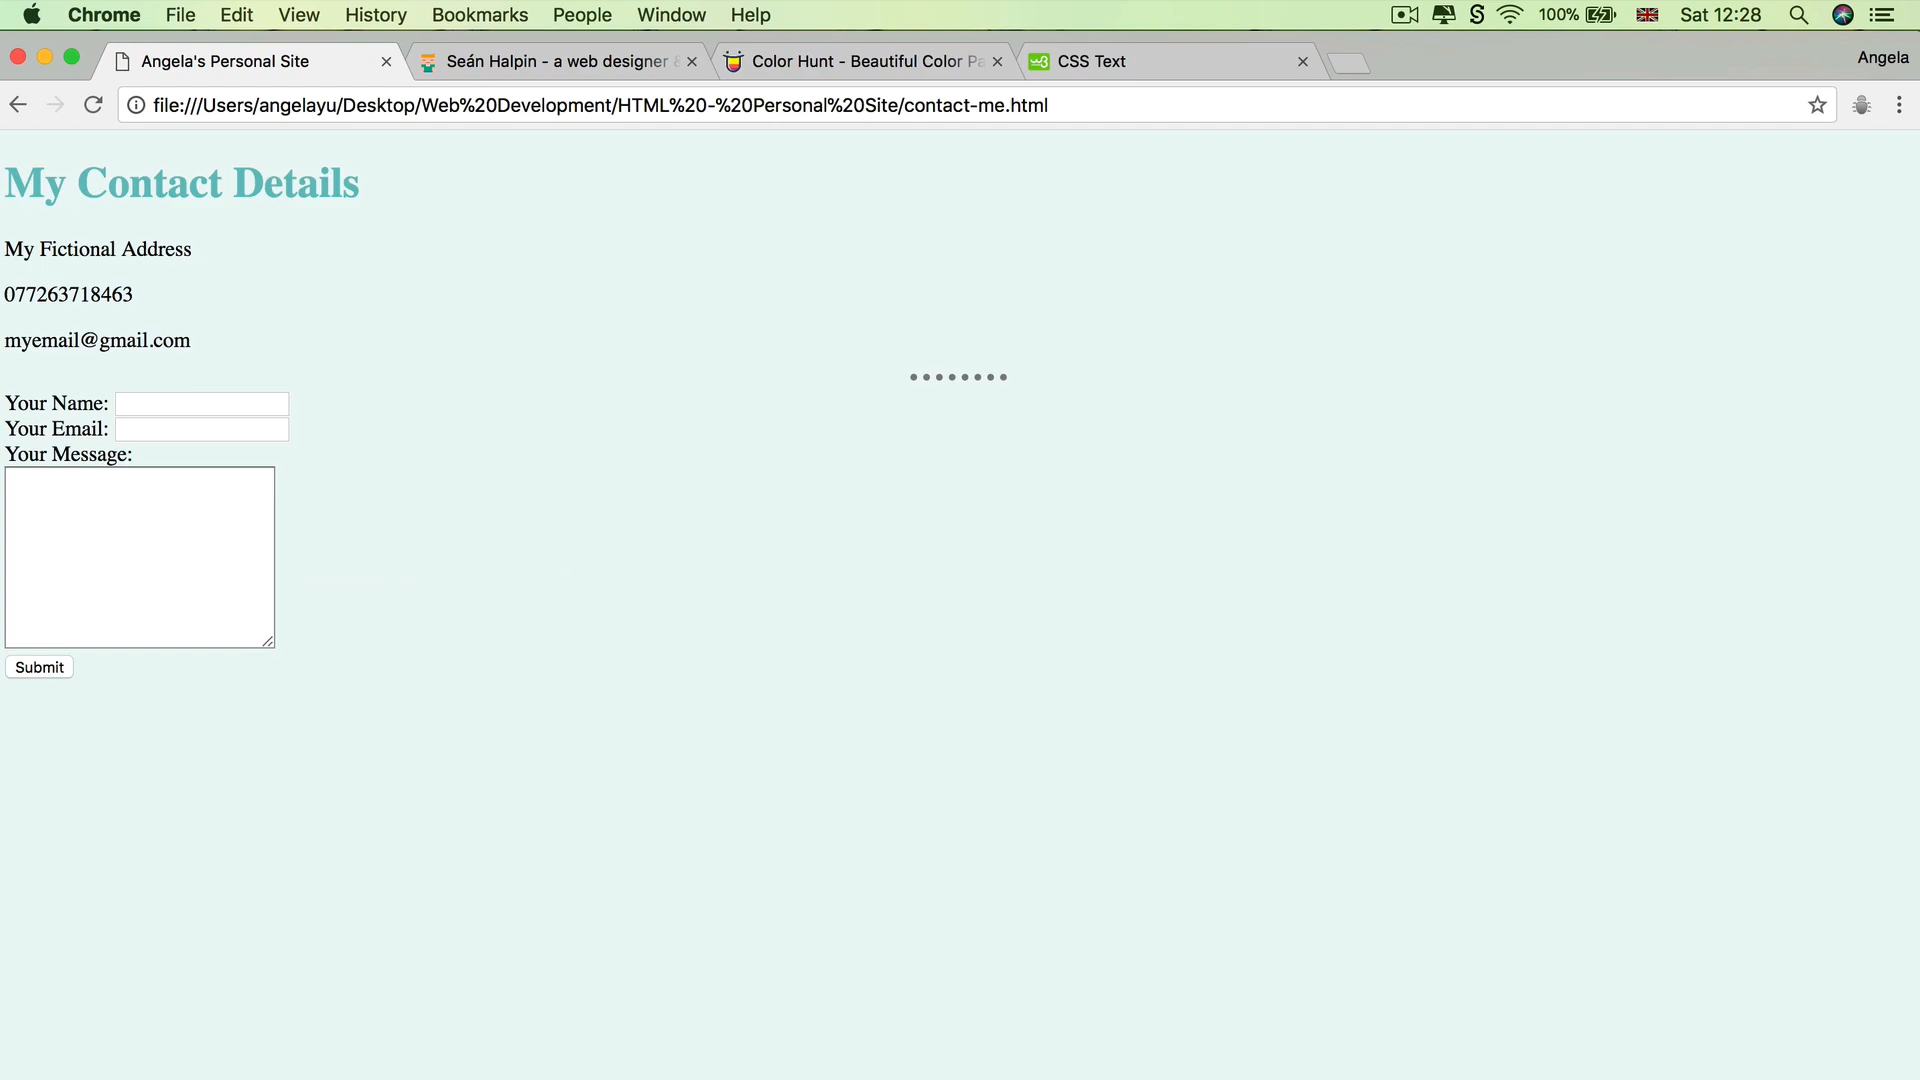 Chrome File Edit View History Bookmarks People Window Help 100% Sat 12:28
Angela's Personal Site Seán Halpin - a web designer & Color Hunt - Beautiful Color Pa CSS Text Angela
file:///Users/angelayu/Desktop/Web%20Development/HTML%20-%20Personal%20Site/contact-me.html
My Contact Details
My Fictional Address
077263718463
myemail@gmail.com
Your Name:
Your Email:
Your Message:
Submit